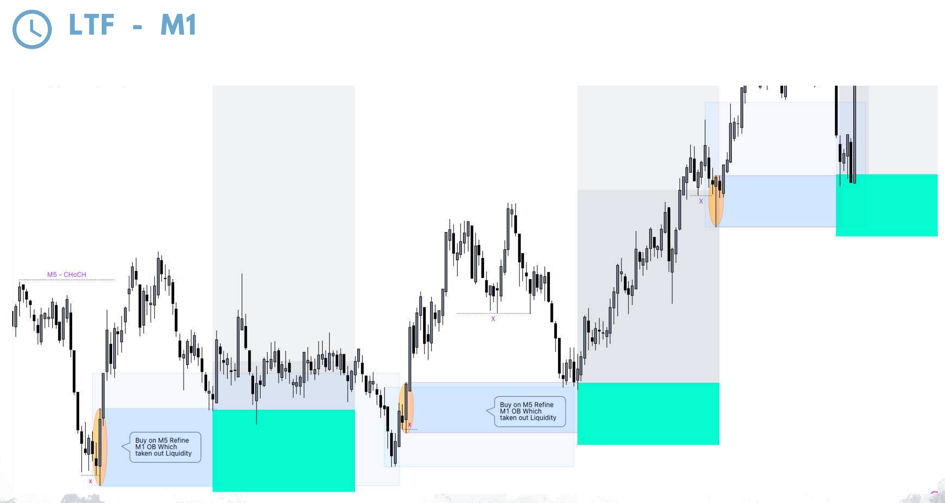 LTF - M1
M5 - CHoCH
X
X
X
Buy on M5 Refine
M1 OB Which
taken out Liquidity
x
Buy on M5 Refine
M1 OB Which
taken out Liquidity
x